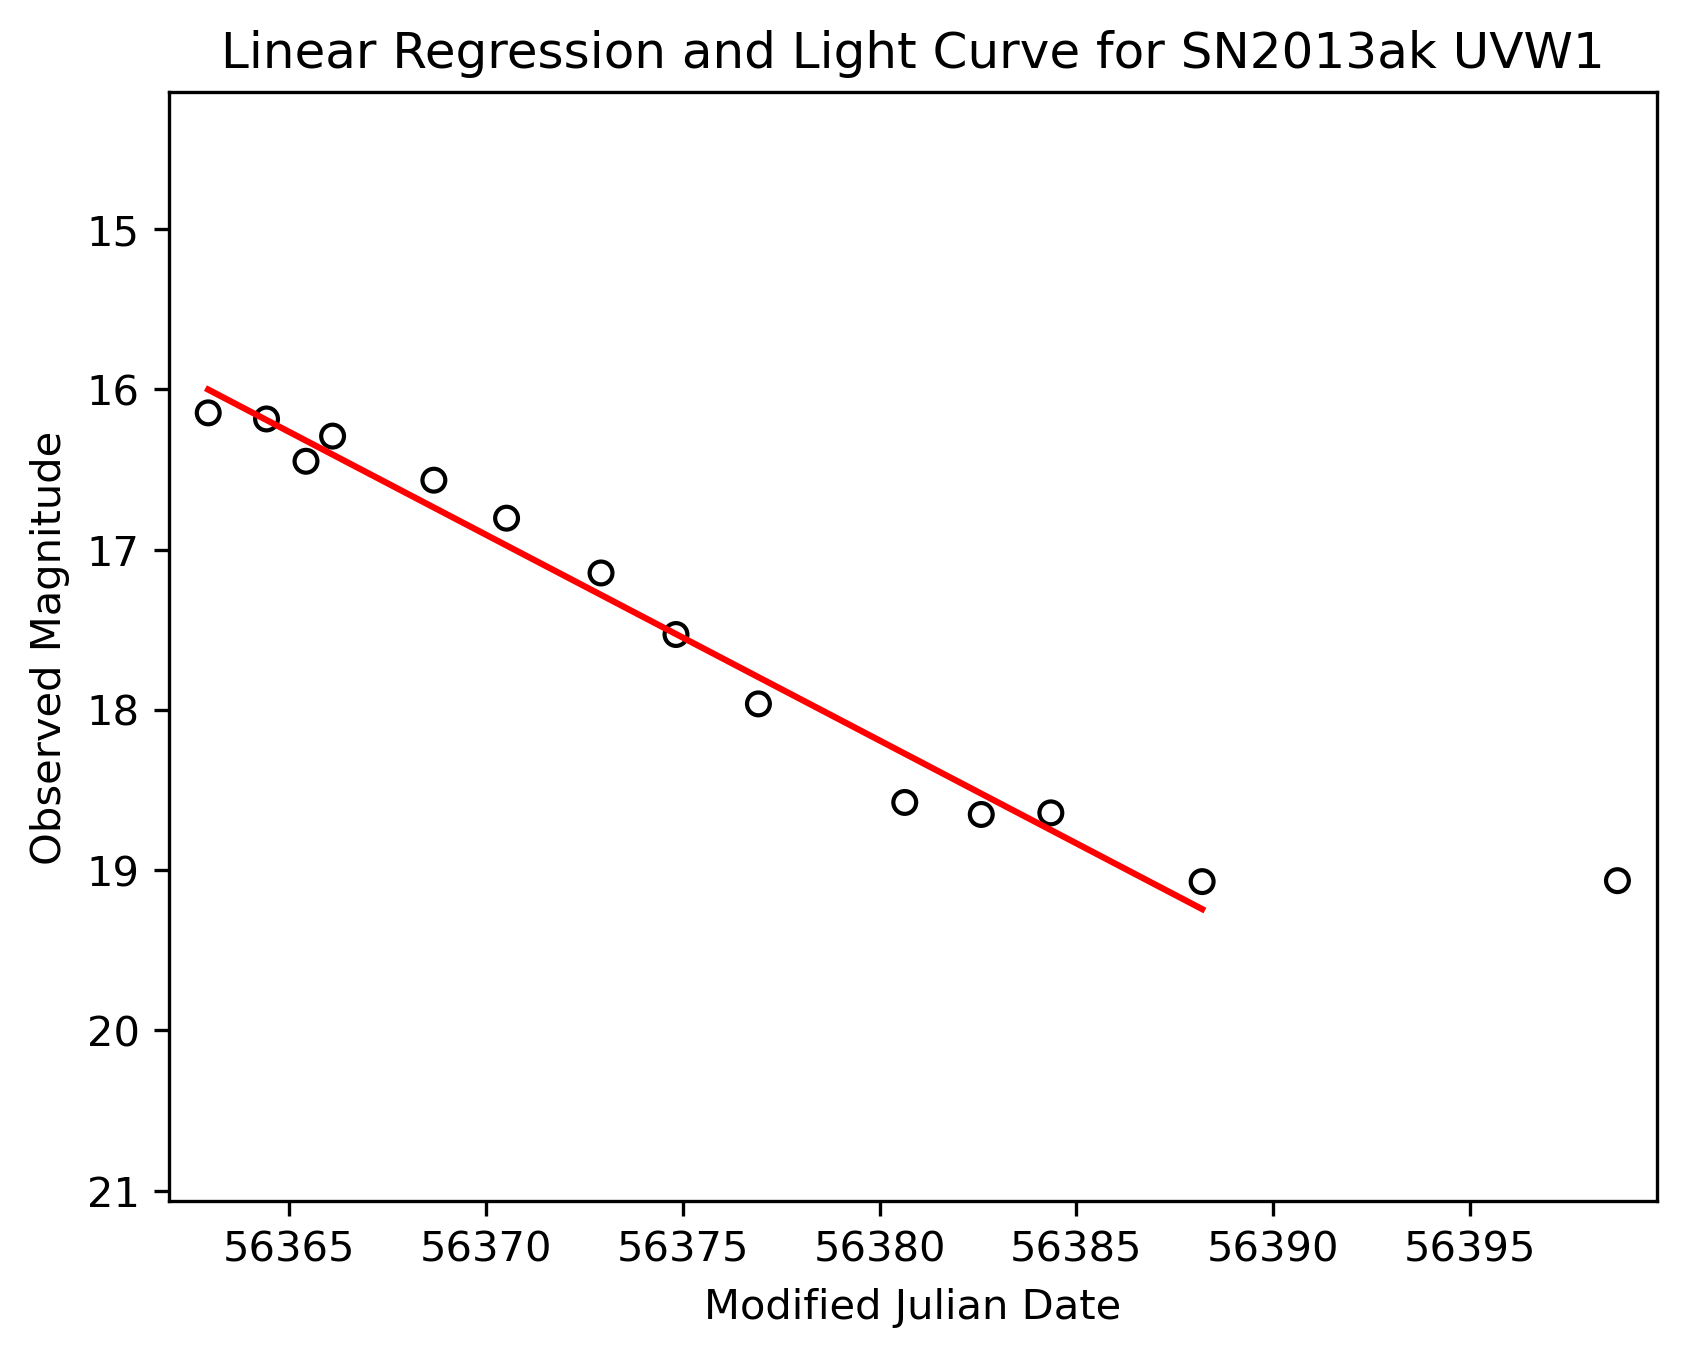 Linear Regression and Light Curve for SN2013ak UVW1
15
16
17
18
19
20
21
Observed Magnitude
56365 56370 56375 56380 56385 56390 56395
Modified Julian Date